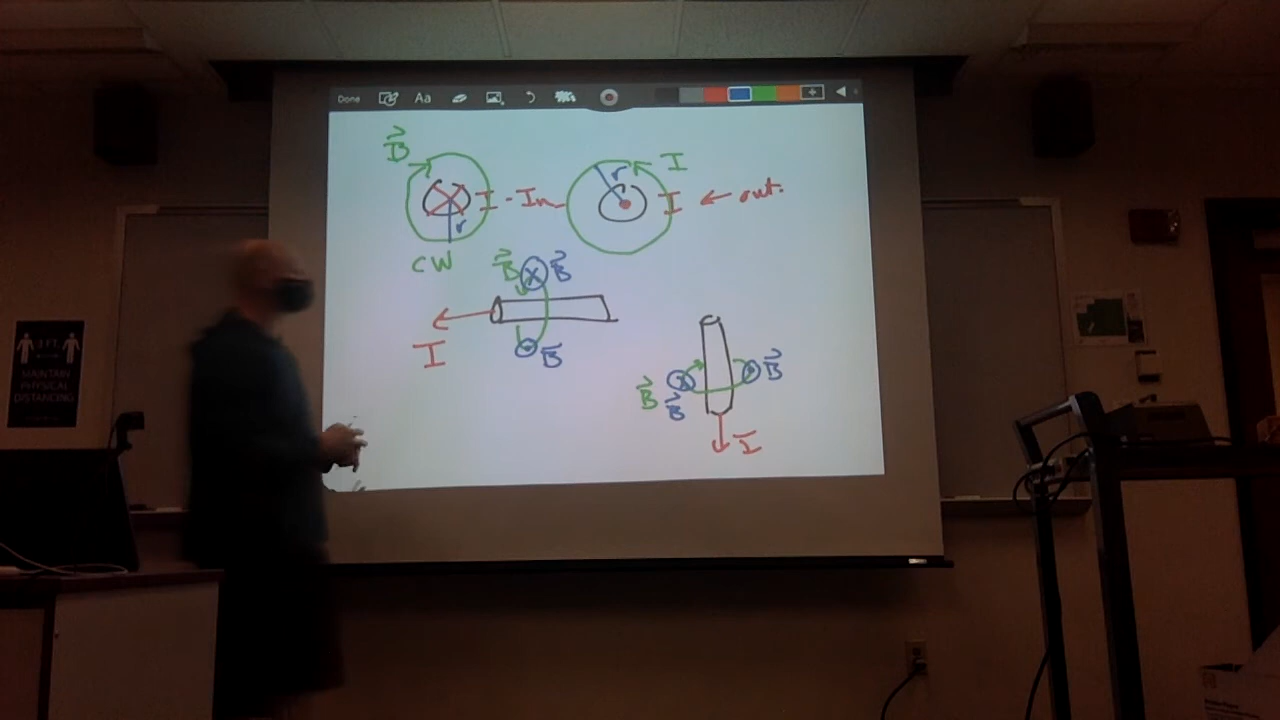 Done Aa
B⃗ I
r
I - In I ← out.
r
CW
B⃗ B⃗
I B⃗
B⃗
B⃗ B⃗
I
MAINTAIN
PHYSICAL
DISTANCING